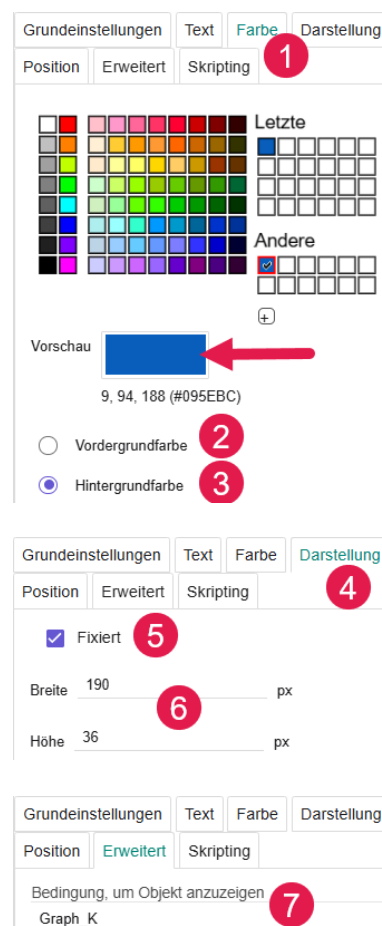 Grundeinstellungen Text Farbe Darstellung
Position Erweitert Skripting
1
Letzte
Andere
Vorschau
9, 94, 188 (#095EBC)
Vordergrundfarbe 2
Hintergrundfarbe 3
Grundeinstellungen Text Farbe Darstellung
Position Erweitert Skripting 4
Fixiert 5
Breite 190 px
6
Höhe 36 px
Grundeinstellungen Text Farbe Darstellung
Position Erweitert Skripting
Bedingung, um Objekt anzuzeigen 7
Graph K